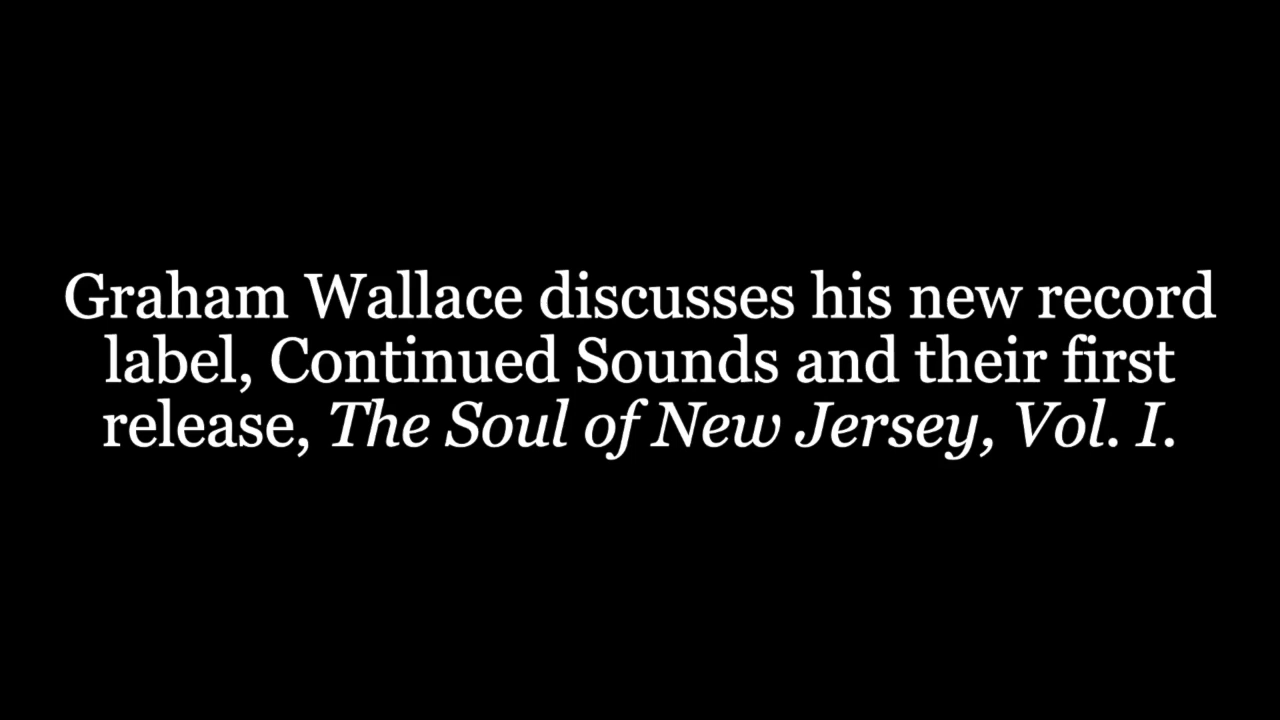 Graham Wallace discusses his new record
label, Continued Sounds and their first
release, The Soul of New Jersey, Vol. I.